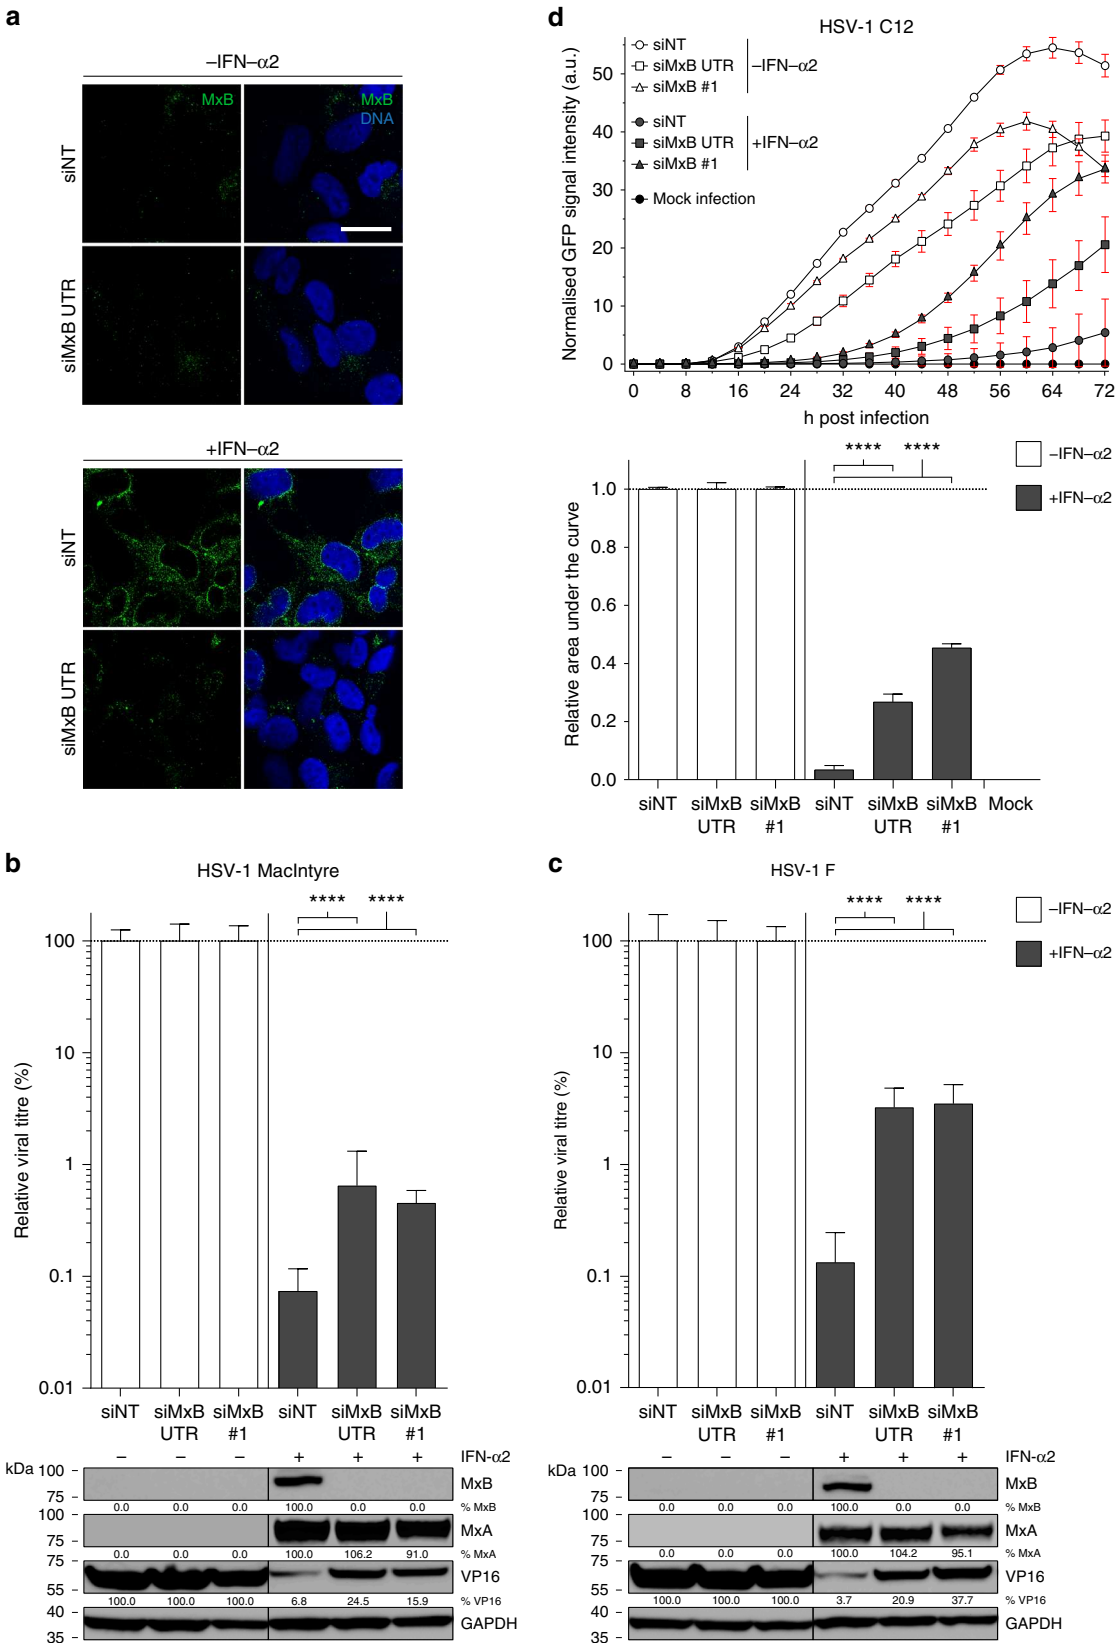 a
–IFN–α2
siNT
MxB
MxB
DNA
siMxB UTR
+IFN–α2
siNT
siMxB UTR
d
HSV-1 C12
siNT
siMxB UTR
siMxB #1
–IFN–α2
siNT
siMxB UTR
siMxB #1
+IFN–α2
Mock infection
Normalised GFP signal intensity (a.u.)
50
40
30
20
10
0
0 8 16 24 32 40 48 56 64 72
h post infection
**** ****
–IFN–α2
+IFN–α2
Relative area under the curve
1.0
0.8
0.6
0.4
0.2
0.0
siNT siMxB UTR siMxB #1 siNT siMxB UTR siMxB #1 Mock
b
HSV-1 MacIntyre
**** ****
Relative viral titre (%)
100
10
1
0.1
0.01
siNT siMxB UTR siMxB #1 siNT siMxB UTR siMxB #1
– – – + + + IFN-α2
kDa
100
75
MxB
0.0 0.0 0.0 100.0 0.0 0.0 % MxB
100
75
MxA
0.0 0.0 0.0 100.0 106.2 91.0 % MxA
75
55
VP16
100.0 100.0 100.0 6.8 24.5 15.9 % VP16
40
35
GAPDH
c
HSV-1 F
**** ****
–IFN–α2
+IFN–α2
Relative viral titre (%)
100
10
1
0.1
0.01
siNT siMxB UTR siMxB #1 siNT siMxB UTR siMxB #1
– – – + + + IFN-α2
kDa
100
75
MxB
0.0 0.0 0.0 100.0 0.0 0.0 % MxB
100
75
MxA
0.0 0.0 0.0 100.0 104.2 95.1 % MxA
75
55
VP16
100.0 100.0 100.0 3.7 20.9 37.7 % VP16
40
35
GAPDH